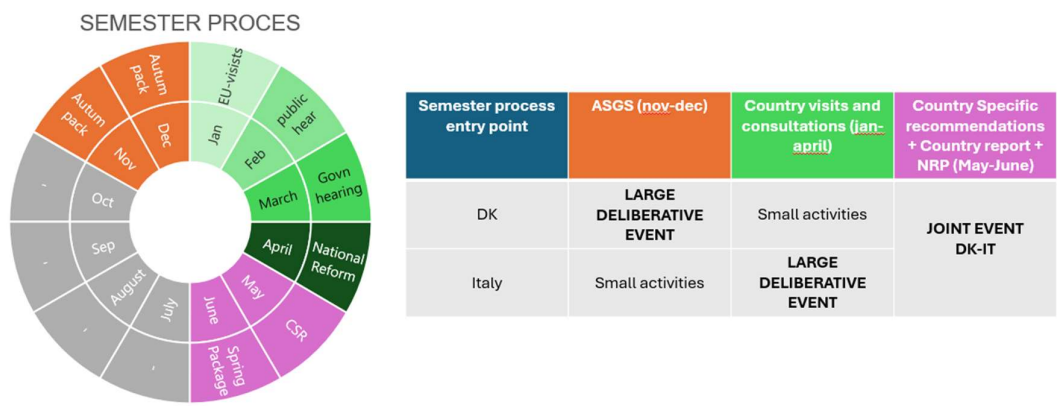 SEMESTER PROCES
EU-visists
public
hear
Govn
hearing
National
Reform
CSR
Spring
Package
-
-
-
-
Autum
pack
Autum
pack
Jan
Feb
March
April
May
June
July
August
Sep
Oct
Nov
Dec
Semester process
entry point
ASGS (nov-dec)
Country visits and
consultations (jan-
april)
Country Specific
recommendations
+ Country report +
NRP (May-June)
DK
LARGE
DELIBERATIVE
EVENT
Small activities
JOINT EVENT
DK-IT
Italy
Small activities
LARGE
DELIBERATIVE
EVENT